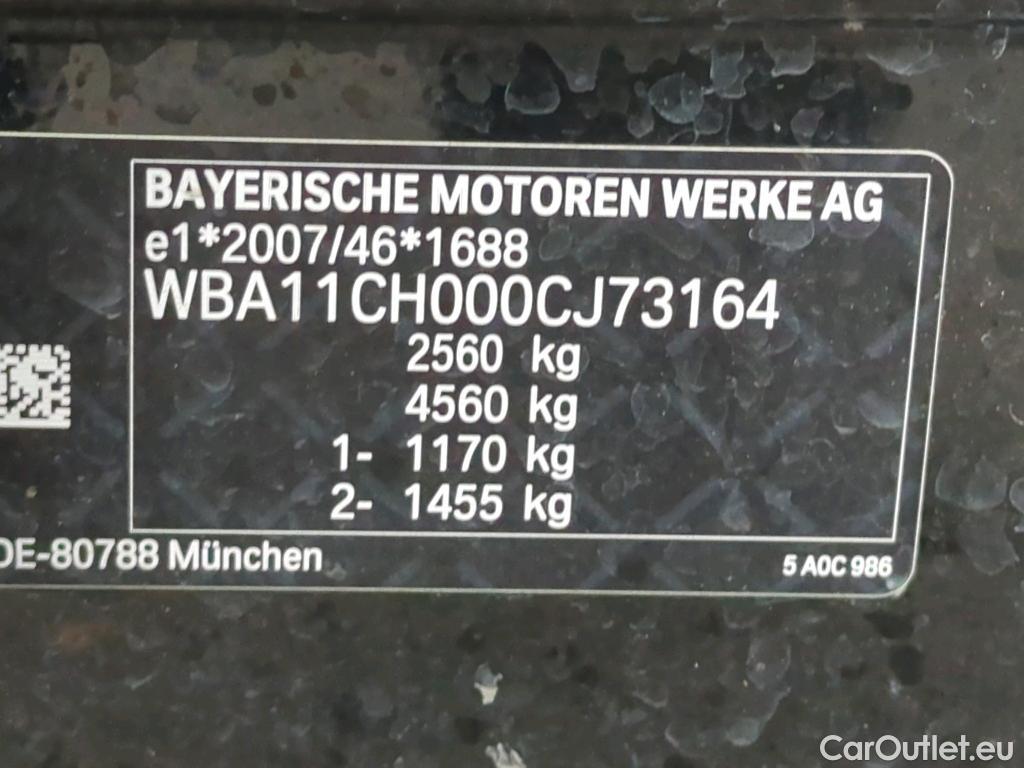 BAYERISCHE MOTOREN WERKE AG
e1*2007/46*1688
WBA11CH000CJ73164
2560 kg
4560 kg
1- 1170 kg
2- 1455 kg
DE-80788 München
5 A0C 986
CarOutlet.eu